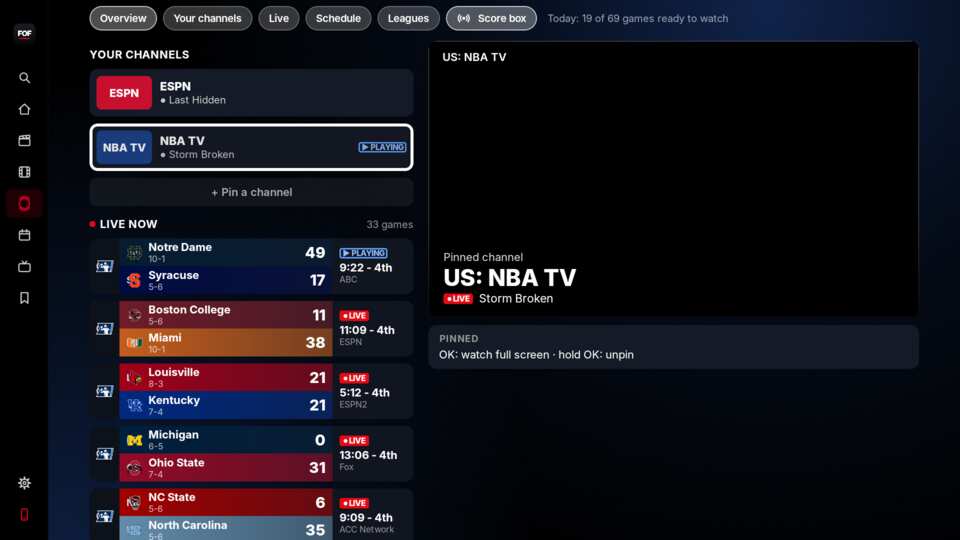 Overview
Your channels
Live
Schedule
Leagues
Score box
Today: 19 of 69 games ready to watch
FOF
YOUR CHANNELS
ESPN
ESPN
• Last Hidden
NBA TV
NBA TV
• Storm Broken
PLAYING
+ Pin a channel
LIVE NOW
33 games
Notre Dame
10-1
49
Syracuse
5-6
17
PLAYING
9:22 - 4th
ABC
Boston College
5-6
11
Miami
10-1
38
LIVE
11:09 - 4th
ESPN
Louisville
8-3
21
Kentucky
7-4
21
LIVE
5:12 - 4th
ESPN2
Michigan
6-5
0
Ohio State
7-4
31
LIVE
13:06 - 4th
Fox
NC State
5-6
6
North Carolina
5-6
35
LIVE
9:09 - 4th
ACC Network
US: NBA TV
Pinned channel
US: NBA TV
LIVE Storm Broken
PINNED
OK: watch full screen · hold OK: unpin